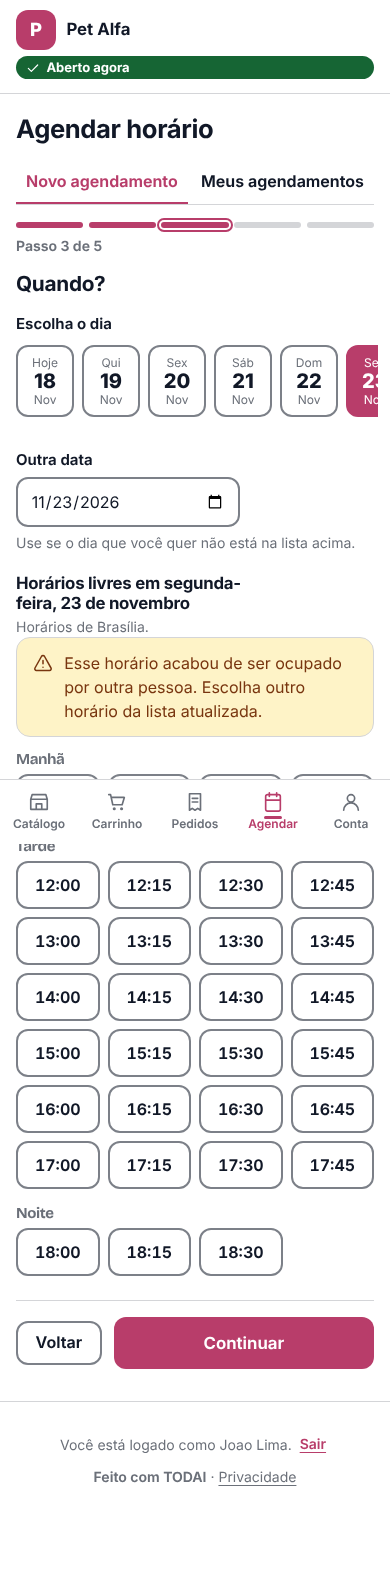 P Pet Alfa
Aberto agora
Agendar horário
Novo agendamento Meus agendamentos
Passo 3 de 5
Quando?
Escolha o dia
Hoje Qui Sex Sáb Dom
18 19 20 21 22
Nov Nov Nov Nov Nov
Outra data
11/23/2026
Use se o dia que você quer não está na lista acima.
Horários livres em segunda-
feira, 23 de novembro
Horários de Brasília.
Esse horário acabou de ser ocupado
por outra pessoa. Escolha outro
horário da lista atualizada.
Manhã
Catálogo Carrinho Pedidos Agendar Conta
Tarde
12:00 12:15 12:30 12:45
13:00 13:15 13:30 13:45
14:00 14:15 14:30 14:45
15:00 15:15 15:30 15:45
16:00 16:15 16:30 16:45
17:00 17:15 17:30 17:45
Noite
18:00 18:15 18:30
Voltar Continuar
Você está logado como Joao Lima. Sair
Feito com TODAI · Privacidade